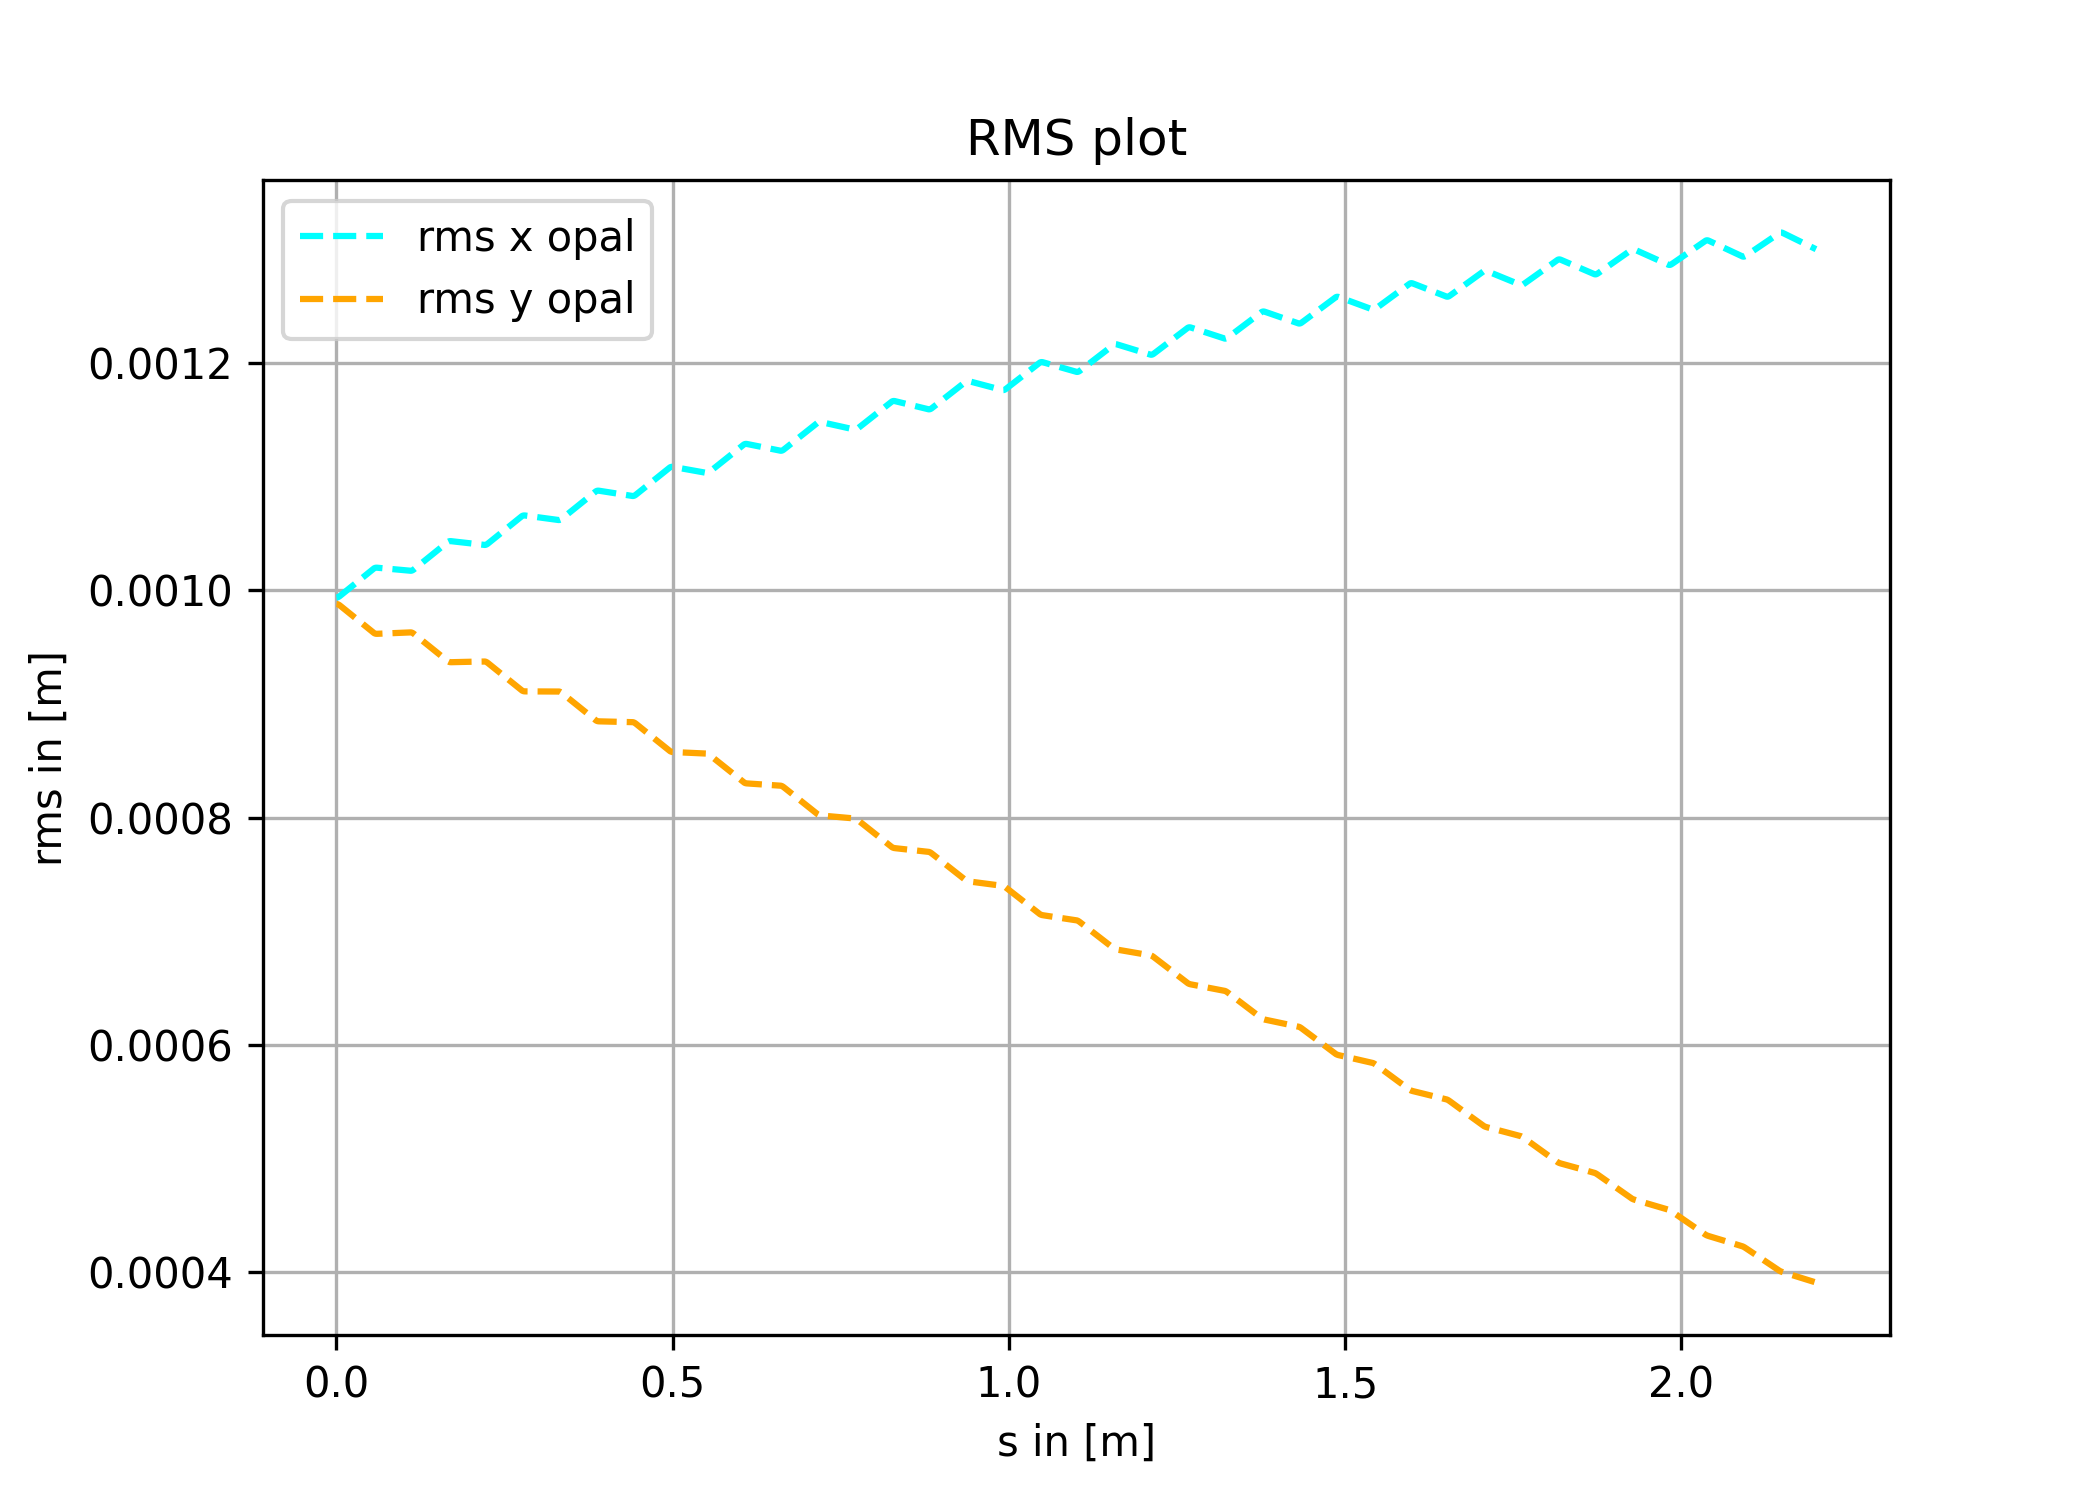 RMS plot
rms x opal
rms y opal
0.0012
0.0010
0.0008
0.0006
0.0004
rms in [m]
0.0 0.5 1.0 1.5 2.0
s in [m]